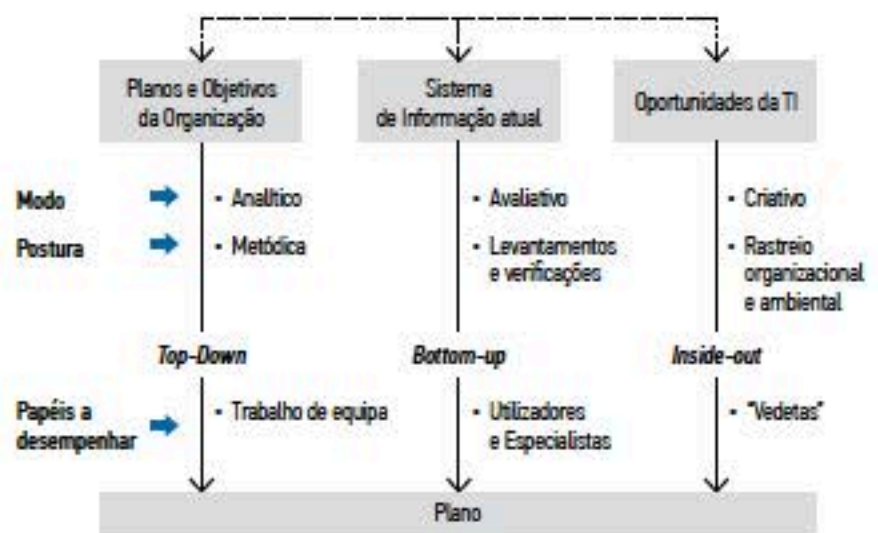 Planos e Objetivos
da Organização
Sistema
de Informação atual
Oportunidades da TI
Modo
▪ Analítico
▪ Avaliativo
▪ Criativo
Postura
▪ Metódica
▪ Levantamentos
e verificações
▪ Rastreio
organizacional
e ambiental
Top-Down
Bottom-up
Inside-out
Papéis a
desempenhar
▪ Trabalho de equipa
▪ Utilizadores
e Especialistas
▪ "Vedetas"
Plano